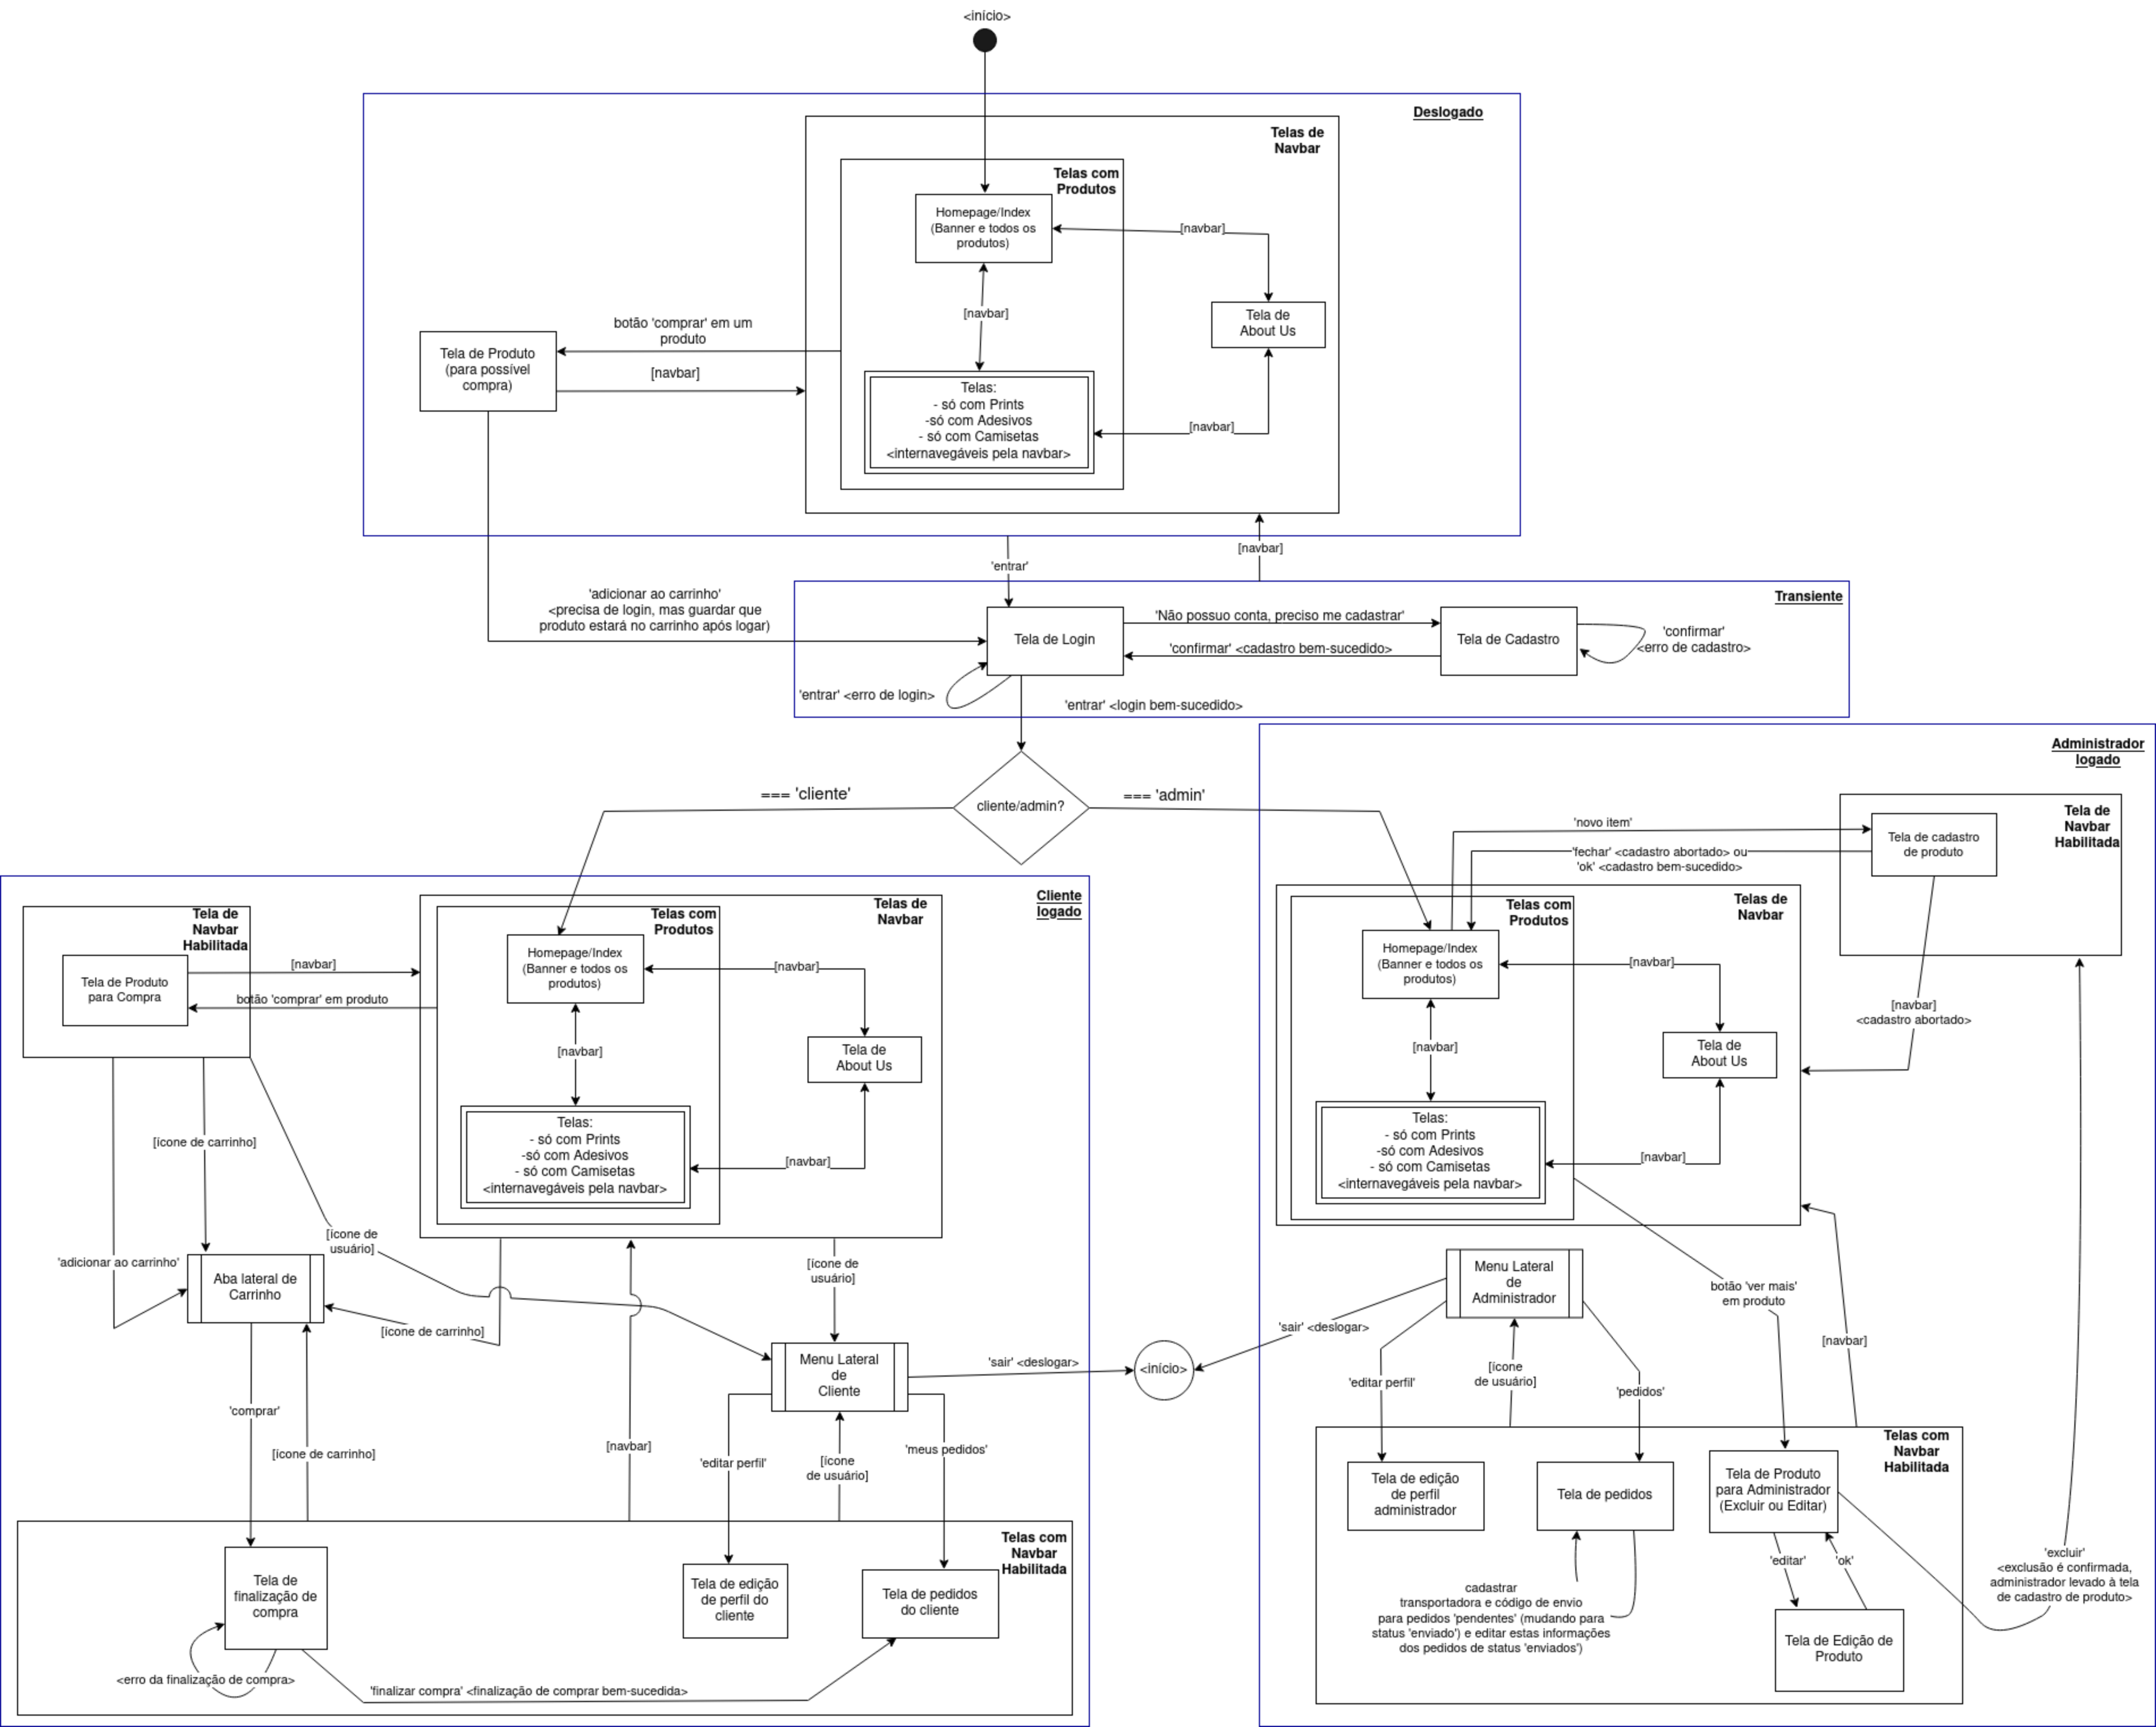 <início>
Deslogado
Telas de
Navbar
Telas com
Produtos
Homepage/Index
(Banner e todos os
produtos)
[navbar]
[navbar]
Tela de
About Us
botão 'comprar' em um
produto
Tela de Produto
(para possível
compra)
[navbar]
Telas:
- só com Prints
-só com Adesivos
- só com Camisetas
<internavegáveis pela navbar>
[navbar]
[navbar]
'entrar'
Transiente
'adicionar ao carrinho'
<precisa de login, mas guardar que
produto estará no carrinho após logar)
Tela de Login
'Não possuo conta, preciso me cadastrar'
'confirmar' <cadastro bem-sucedido>
Tela de Cadastro
'confirmar'
<erro de cadastro>
'entrar' <erro de login>
'entrar' <login bem-sucedido>
cliente/admin?
=== 'cliente'
=== 'admin'
Administrador
logado
Tela de
Navbar
Habilitada
Tela de cadastro
de produto
'novo item'
'fechar' <cadastro abortado> ou
'ok' <cadastro bem-sucedido>
Telas de
Navbar
Telas com
Produtos
Homepage/Index
(Banner e todos os
produtos)
[navbar]
[navbar]
Tela de
About Us
Telas:
- só com Prints
-só com Adesivos
- só com Camisetas
<internavegáveis pela navbar>
[navbar]
[navbar]
<cadastro abortado>
Cliente
logado
Tela de
Navbar
Habilitada
Tela de Produto
para Compra
[navbar]
botão 'comprar' em produto
Telas de
Navbar
Telas com
Produtos
Homepage/Index
(Banner e todos os
produtos)
[navbar]
[navbar]
Tela de
About Us
Telas:
- só com Prints
-só com Adesivos
- só com Camisetas
<internavegáveis pela navbar>
[navbar]
[ícone de carrinho]
[ícone de
usuário]
'adicionar ao carrinho'
Aba lateral de
Carrinho
[ícone de carrinho]
[ícone de
usuário]
Menu Lateral
de
Cliente
'sair' <deslogar>
<início>
'sair' <deslogar>
Menu Lateral
de
Administrador
botão 'ver mais'
em produto
[navbar]
'editar perfil'
[ícone
de usuário]
'pedidos'
'comprar'
[ícone de carrinho]
[navbar]
'editar perfil'
[ícone
de usuário]
'meus pedidos'
Telas com
Navbar
Habilitada
Tela de
finalização de
compra
Tela de edição
de perfil do
cliente
Tela de pedidos
do cliente
<erro da finalização de compra>
'finalizar compra' <finalização de comprar bem-sucedida>
Telas com
Navbar
Habilitada
Tela de edição
de perfil
administrador
Tela de pedidos
Tela de Produto
para Administrador
(Excluir ou Editar)
'editar'
'ok'
cadastrar
transportadora e código de envio
para pedidos 'pendentes' (mudando para
status 'enviado') e editar estas informações
dos pedidos de status 'enviados')
Tela de Edição de
Produto
'excluir'
<exclusão é confirmada,
administrador levado à tela
de cadastro de produto>